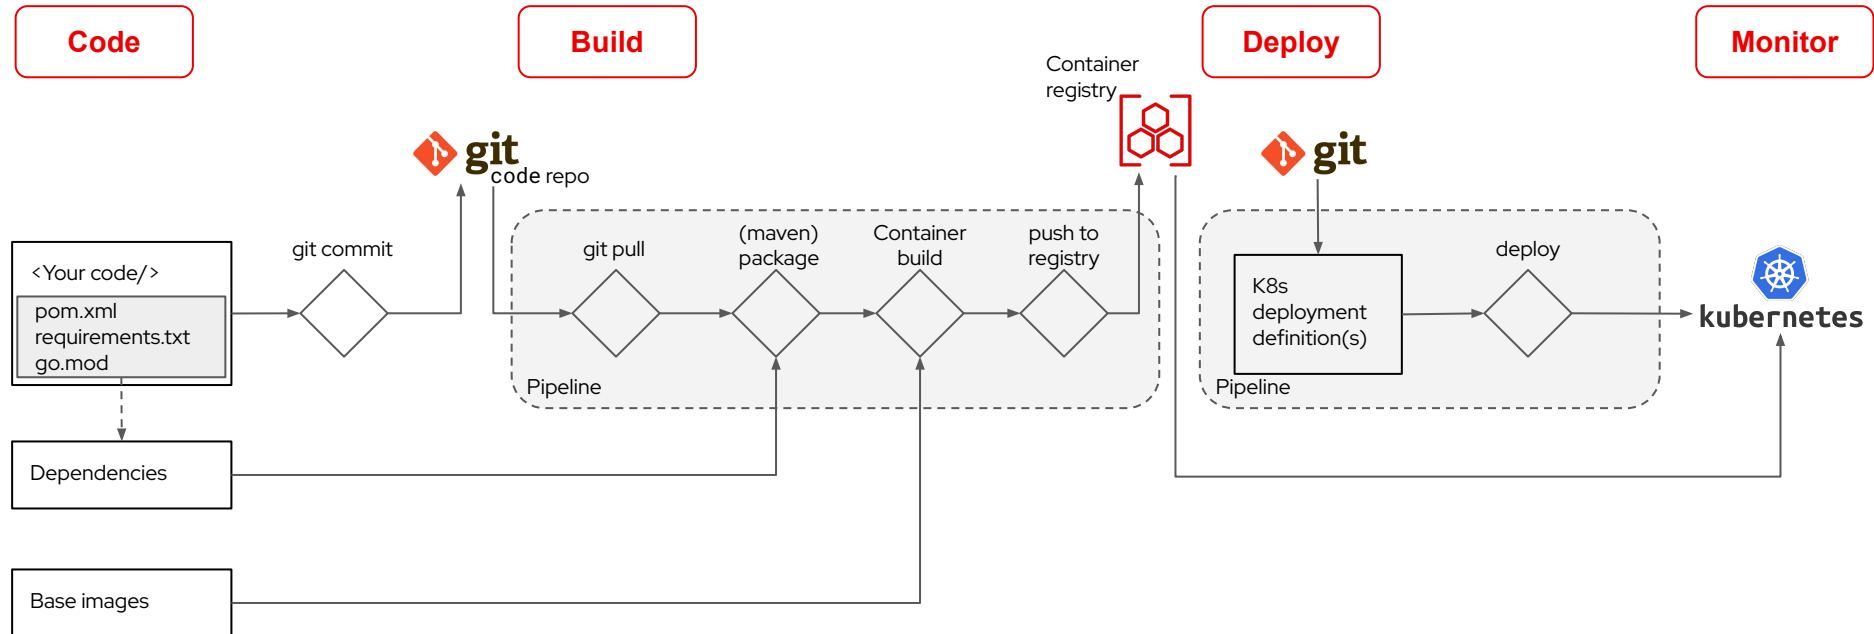 Code
Build
Deploy
Monitor
Container
registry
git
code repo
git
git commit
git pull
(maven)
package
Container
build
push to
registry
deploy
<Your code/>
pom.xml
requirements.txt
go.mod
K8s
deployment
definition(s)
kubernetes
Pipeline
Pipeline
Dependencies
Base images